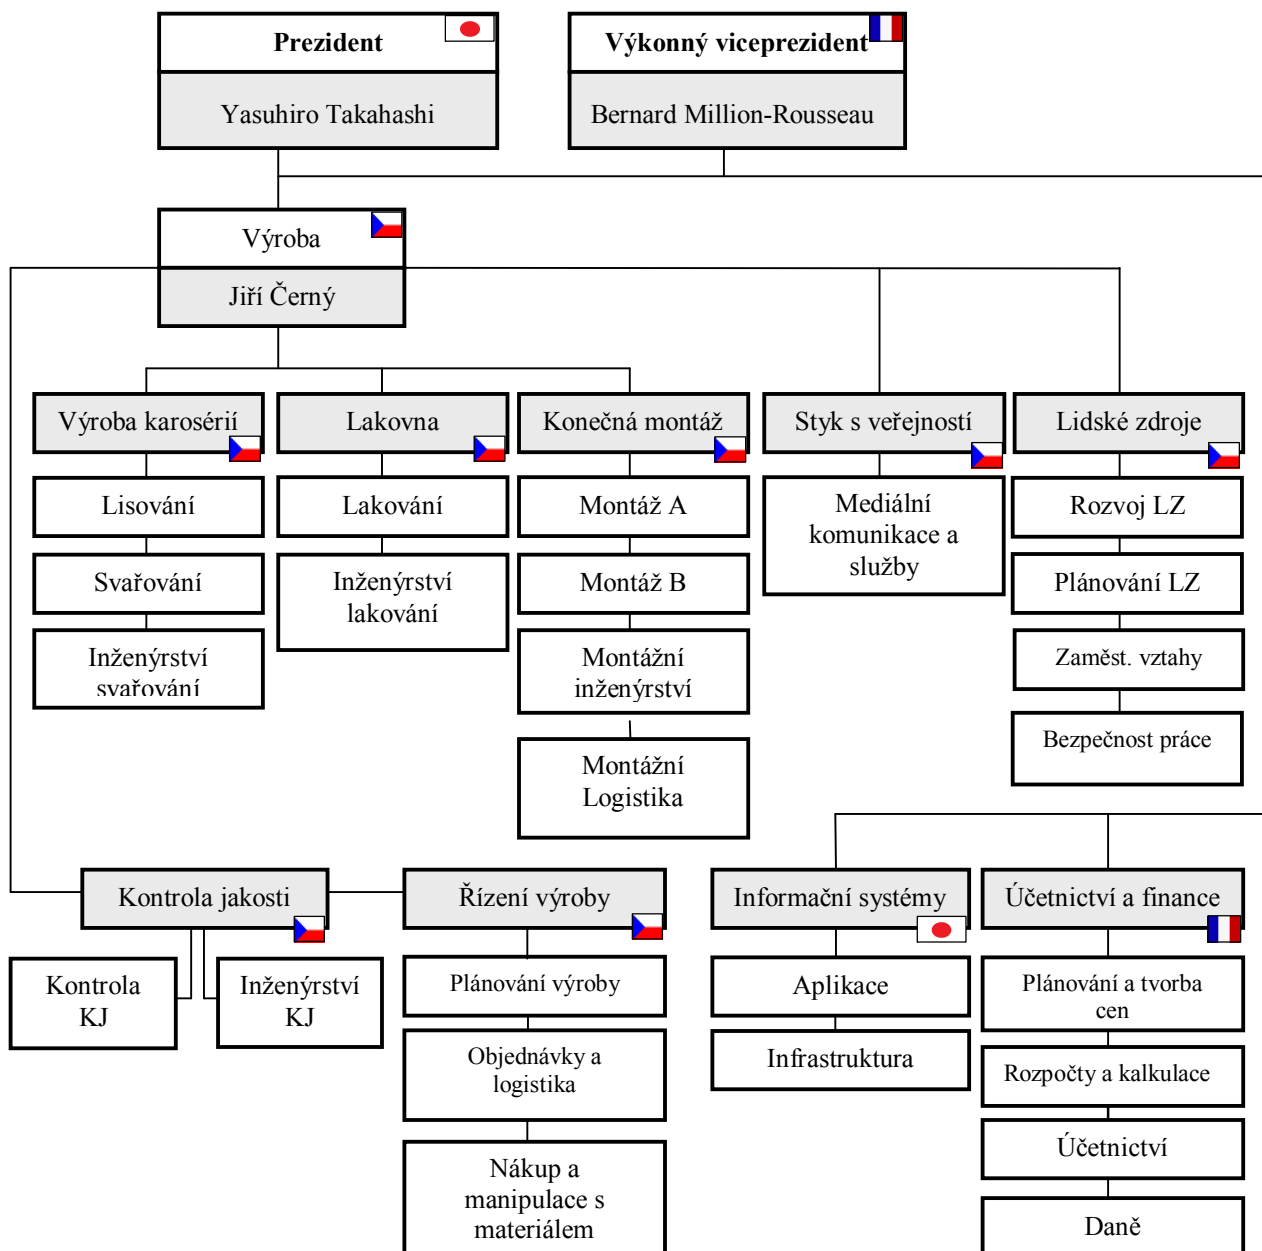 Prezident
Yasuhiro Takahashi
Výkonný viceprezident
Bernard Million-Rousseau
Výroba
Jiří Černý
Výroba karosérií
Lisování
Svařování
Inženýrství
svařování
Lakovna
Lakování
Inženýrství
lakování
Konečná montáž
Montáž A
Montáž B
Montážní
inženýrství
Montážní
Logistika
Styk s veřejností
Mediální
komunikace a
služby
Lidské zdroje
Rozvoj LZ
Plánování LZ
Zaměst. vztahy
Bezpečnost práce
Kontrola jakosti
Kontrola
KJ
Inženýrství
KJ
Řízení výroby
Plánování výroby
Objednávky a
logistika
Nákup a
manipulace s
materiálem
Informační systémy
Aplikace
Infrastruktura
Účetnictví a finance
Plánování a tvorba
cen
Rozpočty a kalkulace
Účetnictví
Daně